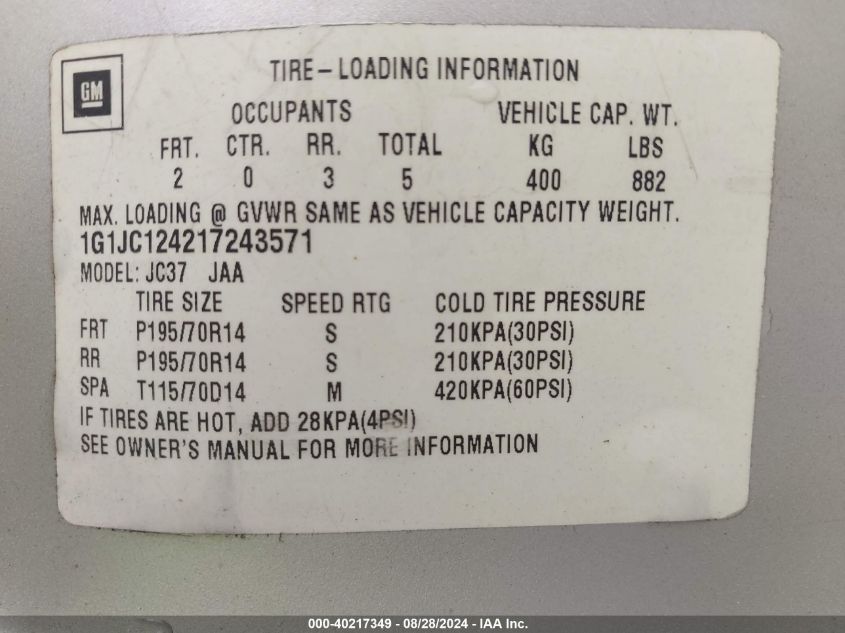 GM
TIRE-LOADING INFORMATION
OCCUPANTS VEHICLE CAP. WT.
FRT. CTR. RR. TOTAL KG LBS
2 0 3 5 400 882
MAX. LOADING @ GVWR SAME AS VEHICLE CAPACITY WEIGHT.
1G1JC124217243571
MODEL: JC37 JAA
TIRE SIZE SPEED RTG COLD TIRE PRESSURE
FRT P195/70R14 S 210KPA(30PSI)
RR P195/70R14 S 210KPA(30PSI)
SPA T115/70D14 M 420KPA(60PSI)
IF TIRES ARE HOT, ADD 28KPA(4PSI)
SEE OWNER'S MANUAL FOR MORE INFORMATION
000-40217349 | 08/28/2024 - IAA Inc.